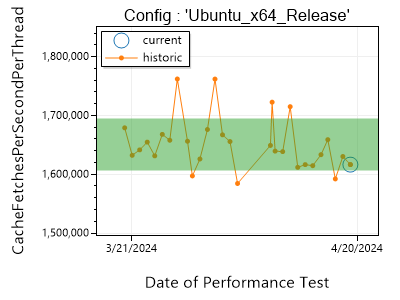 Config : 'Ubuntu_x64_Release'
CacheFetchesPerSecondPerThread
current
historic
1,800,000
1,700,000
1,600,000
1,500,000
3/21/2024
4/20/2024
Date of Performance Test